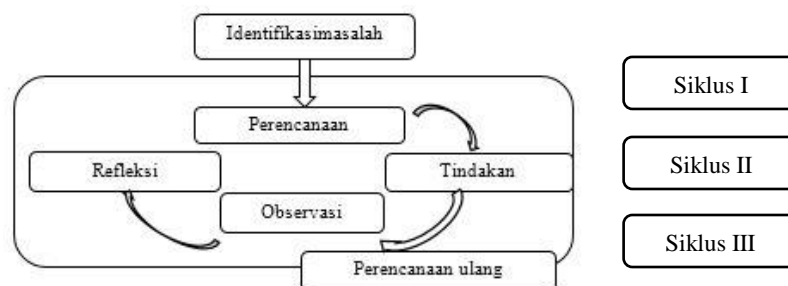 Identifikasimasalah
Perencanaan
Refleksi
Tindakan
Observasi
Perencanaan ulang
Siklus I
Siklus II
Siklus III